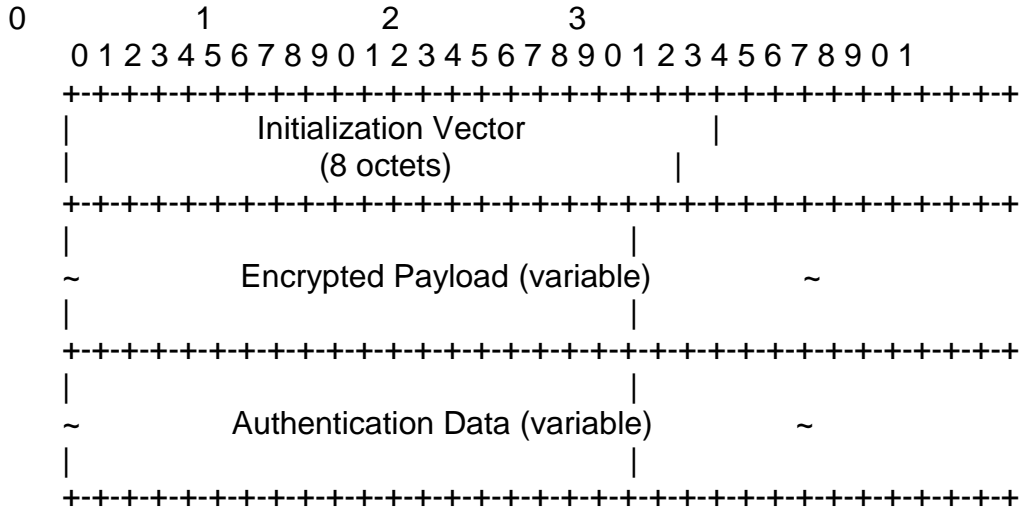 0 1 2 3
0 1 2 3 4 5 6 7 8 9 0 1 2 3 4 5 6 7 8 9 0 1 2 3 4 5 6 7 8 9 0 1
+-+-+-+-+-+-+-+-+-+-+-+-+-+-+-+-+-+-+-+-+-+-+-+-+-+-+-+-+-+-+-+-+
| Initialization Vector |
| (8 octets) |
+-+-+-+-+-+-+-+-+-+-+-+-+-+-+-+-+-+-+-+-+-+-+-+-+-+-+-+-+-+-+-+-+
| |
~ Encrypted Payload (variable) ~
| |
+-+-+-+-+-+-+-+-+-+-+-+-+-+-+-+-+-+-+-+-+-+-+-+-+-+-+-+-+-+-+-+-+
| |
~ Authentication Data (variable) ~
| |
+-+-+-+-+-+-+-+-+-+-+-+-+-+-+-+-+-+-+-+-+-+-+-+-+-+-+-+-+-+-+-+-+